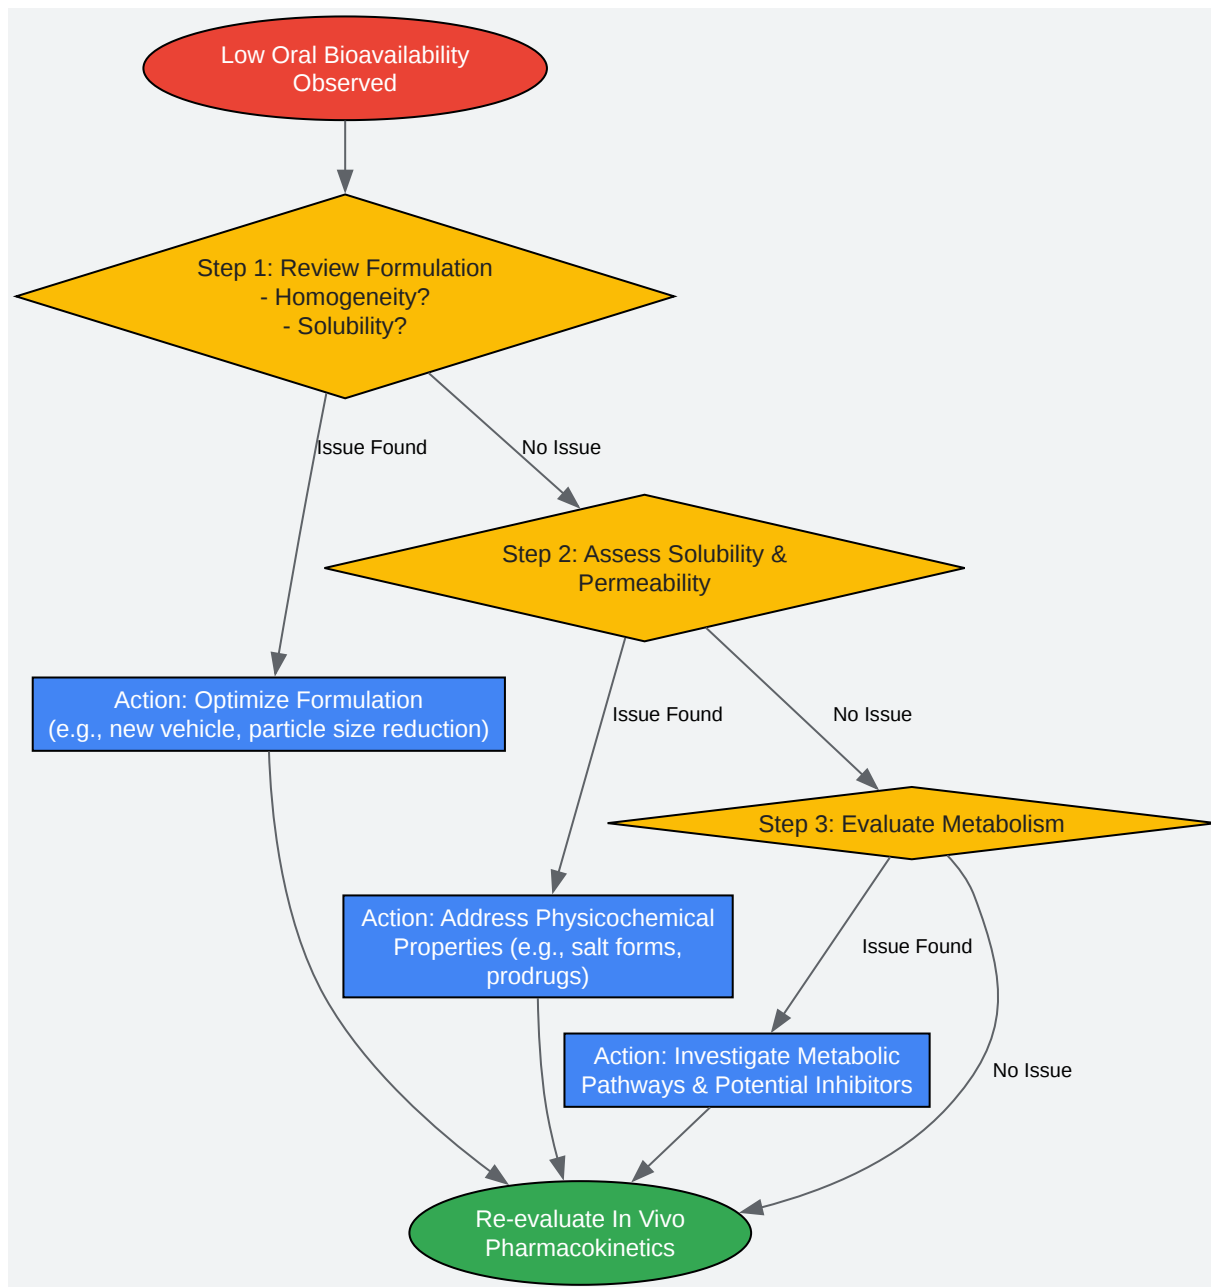 Low Oral Bioavailability
Observed
Step 1: Review Formulation
- Homogeneity?
- Solubility?
Issue Found
No Issue
Step 2: Assess Solubility &
Permeability
Action: Optimize Formulation
(e.g., new vehicle, particle size reduction)
Issue Found
No Issue
Step 3: Evaluate Metabolism
Action: Address Physicochemical
Properties (e.g., salt forms,
prodrugs)
Issue Found
Action: Investigate Metabolic
Pathways & Potential Inhibitors
No Issue
Re-evaluate In Vivo
Pharmacokinetics